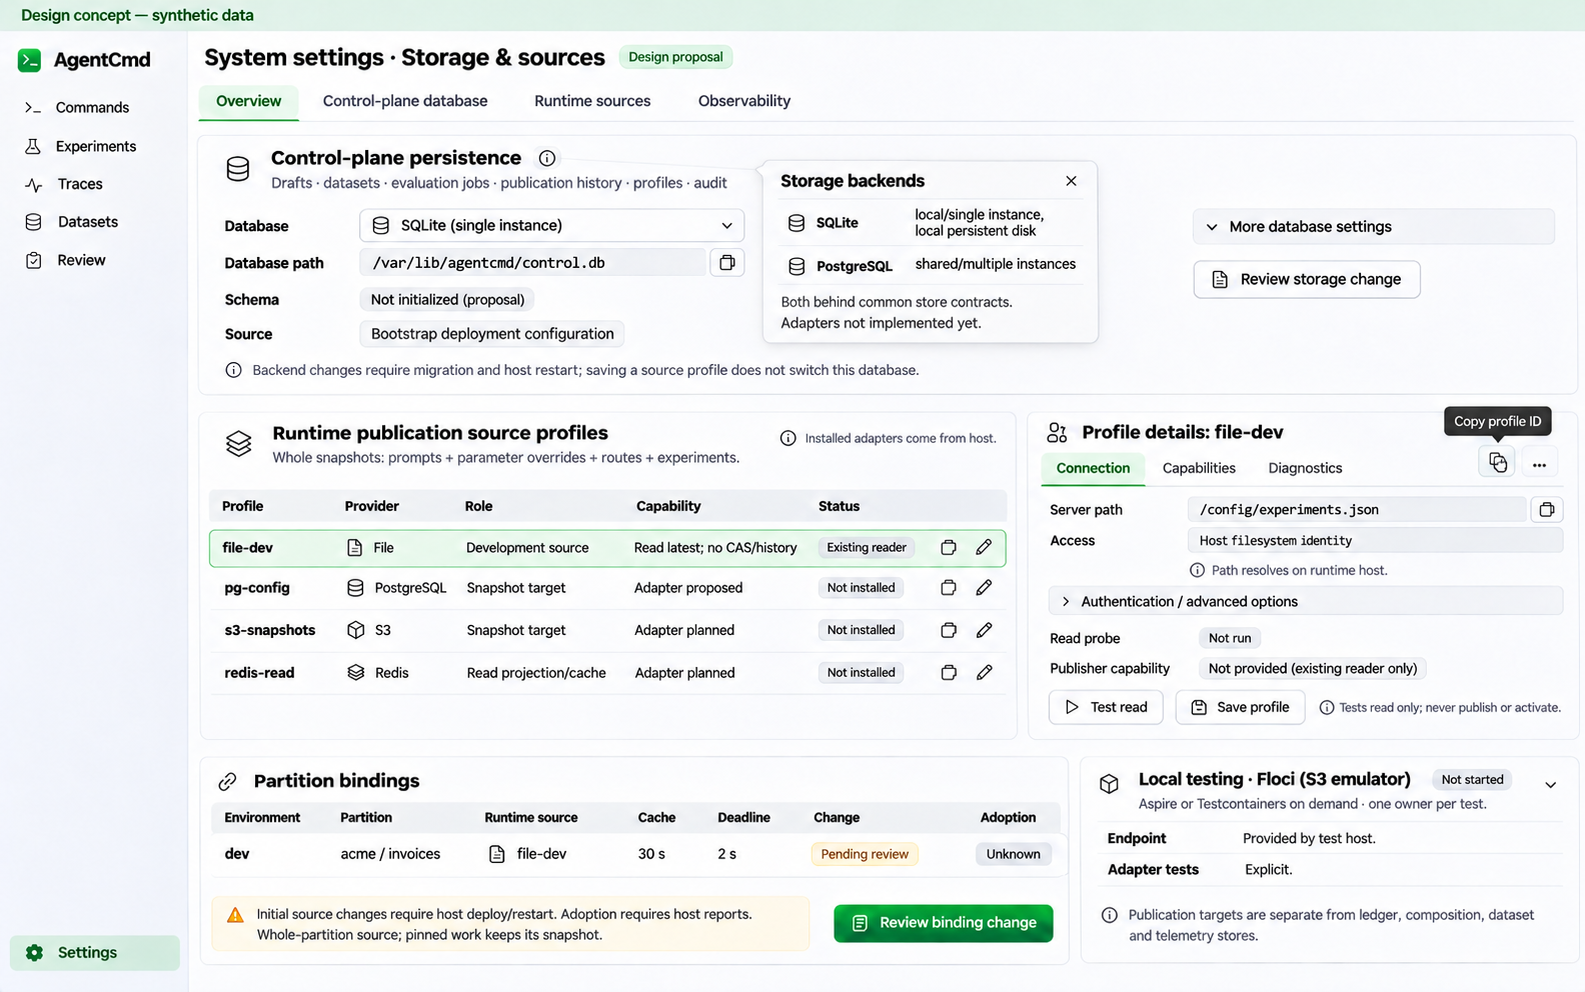 Design concept — synthetic data
AgentCmd
Commands
Experiments
Traces
Datasets
Review
Settings
System settings · Storage & sources
Design proposal
Overview
Control-plane database
Runtime sources
Observability
Control-plane persistence
Drafts · datasets · evaluation jobs · publication history · profiles · audit
Database
SQLite (single instance)
Database path
/var/lib/agentcmd/control.db
Schema
Not initialized (proposal)
Source
Bootstrap deployment configuration
Backend changes require migration and host restart; saving a source profile does not switch this database.
Storage backends
SQLite
local/single instance,
local persistent disk
PostgreSQL
shared/multiple instances
Both behind common store contracts.
Adapters not implemented yet.
More database settings
Review storage change
Runtime publication source profiles
Whole snapshots: prompts + parameter overrides + routes + experiments.
Installed adapters come from host.
Profile Provider Role Capability Status
file-dev File Development source Read latest; no CAS/history Existing reader
pg-config PostgreSQL Snapshot target Adapter proposed Not installed
s3-snapshots S3 Snapshot target Adapter planned Not installed
redis-read Redis Read projection/cache Adapter planned Not installed
Copy profile ID
Profile details: file-dev
Connection
Capabilities
Diagnostics
Server path
/config/experiments.json
Access
Host filesystem identity
Path resolves on runtime host.
Authentication / advanced options
Read probe
Not run
Publisher capability
Not provided (existing reader only)
Test read
Save profile
Tests read only; never publish or activate.
Partition bindings
Environment Partition Runtime source Cache Deadline Change Adoption
dev acme / invoices file-dev 30 s 2 s Pending review Unknown
Initial source changes require host deploy/restart. Adoption requires host reports.
Whole-partition source; pinned work keeps its snapshot.
Review binding change
Local testing · Floci (S3 emulator)
Not started
Aspire or Testcontainers on demand · one owner per test.
Endpoint
Provided by test host.
Adapter tests
Explicit.
Publication targets are separate from ledger, composition, dataset
and telemetry stores.